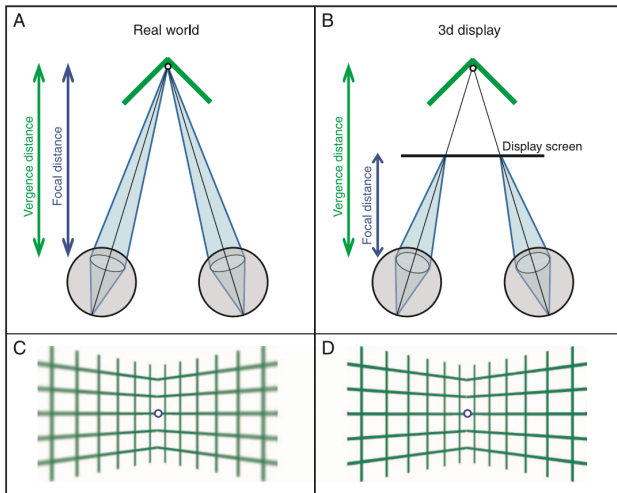 A
Real world
Vergence distance
Focal distance
B
3d display
Vergence distance
Focal distance
Display screen
C
D